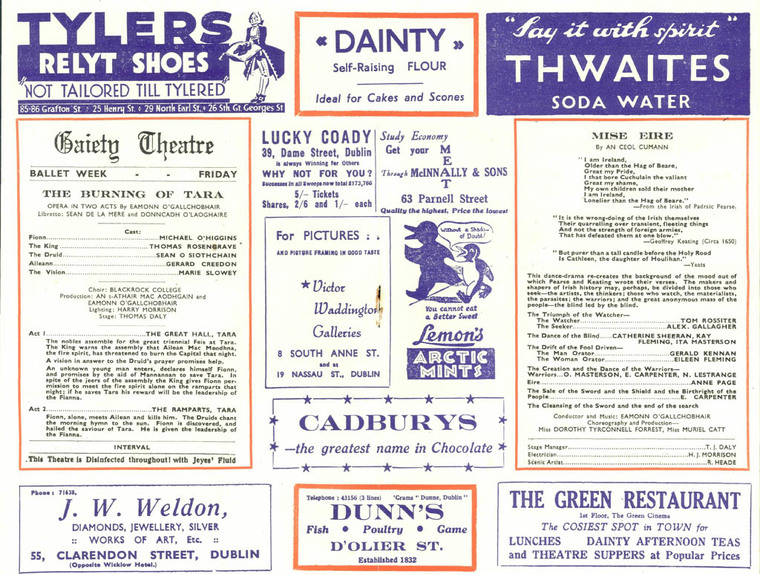 TYLERS
RELYT SHOES
"NOT TAILORED TILL TYLERED"
85-86 Grafton St. : 25 Henry St. : 29 North Earl St. : 26 Sth. Gt. Georges St
« DAINTY »
Self-Raising FLOUR
Ideal for Cakes and Scones
"Say it with spirit"
THWAITES
SODA WATER
Gaiety Theatre
BALLET WEEK - - FRIDAY
THE BURNING OF TARA
OPERA IN TWO ACTS By EAMONN O'GALLCHOBHAIR
Libretto: SEAN DE LA MERE and DONNCADH O'LAOGHAIRE
Cast:
Fionn......MICHAEL O'HIGGINS
The King......THOMAS ROSENGRAVE
The Druid......SEAN O SIOTHCHAIN
Aileann......GERARD CREEDON
The Vision......MARIE SLOWEY
Choir: BLACKROCK COLLEGE
Production: AN t-ATHAIR MAC AODHGAIN and
EAMONN O'GALLCHOBHAIR
Lighting: HARRY MORRISON
Stage: THOMAS DALY
Act 1......THE GREAT HALL, TARA
The nobles assemble for the great triennial feis at Tara.
The King warns the assembly that Ailean Mac Maodhna,
the fire spirit, has threatened to burn the Capital that night.
A vision in answer to the Druid's prayer promises help.
An unknown young man enters, declares himself Fionn,
and promises by the aid of Mannannan to save Tara. In
spite of the jeers of the assembly the King gives Fionn per-
mission to meet the fire spirit alone on the ramparts that
night; if he saves Tara his reward will be the leadership of
the Fianna.
Act 2......THE RAMPARTS, TARA
Fionn, alone, meets Ailean and kills him. The Druids chant
the morning hymn to the sun. Fionn is discovered, and
hailed the saviour of Tara. He is given the leadership of
the Fianna.
INTERVAL
This Theatre is Disinfected throughout with Jeyes' Fluid
LUCKY COADY
39, Dame Street, Dublin
is always Winning for Others
WHY NOT FOR YOU?
Successes in all Sweeps now total £173,766
5/- Tickets
Shares, 2/6 and 1/- each
Study Economy
Get your MEAT
Through McINNALLY & SONS
63 Parnell Street
Quality the highest. Price the lowest
For PICTURES : .
AND PICTURE FRAMING IN GOOD TASTE
★Victor
Waddington
Galleries
8 SOUTH ANNE ST.
and at
19 NASSAU ST., DUBLIN
Without a Shadow
of Doubt!
You cannot eat
a Better Sweet
Lemon's
ARCTIC
MINTS
CADBURYS
—the greatest name in Chocolate
MISE EIRE
By AN CEOL CUMANN
"I am Ireland,
Older than the Hag of Beare,
Great my Pride,
I that bore Cuchulain the valiant
Great my shame,
My own children sold their mother
I am Ireland,
Lonelier than the Hag of Beare."
—From the Irish of Padraic Pearse.
"It is the wrong-doing of the Irish themselves
Their quarrelling over transient, fleeting things
And not the strength of foreign armies,
That has defeated them at one blow."
—Geoffrey Keating (Circa 1650)
"But purer than a tall candle before the Holy Rood
Is Cathleen, the daughter of Houlihan."
—Yeats
This dance-drama re-creates the background of the mood out of
which Pearse and Keating wrote their verses. The makers and
shapers of Irish history may, perhaps, be divided into those who
seek—the artists, the thinkers; those who watch, the materialists,
the parasites; the warriors; and the great anonymous mass of the
people—the blind led by the blind.
The Triumph of the Watcher—
The Watcher......TOM ROSSITER
The Seeker......ALEX. GALLAGHER
The Dance of the Blind......CATHERINE SHEERAN, KAY
FLEMING, ITA MASTERSON
The Drift of the Fool Driven—
The Man Orator......GERALD KENNAN
The Woman Orator......EILEEN FLEMING
The Creation and the Dance of the Warriors—
Warriors—O. MASTERSON, E. CARPENTER, N. LESTRANGE
Eire......ANNE PAGE
The Sale of the Sword and the Shield and the Birthright of the
People......E. CARPENTER
The Cleansing of the Sword and the end of the search
Conductor and Music: EAMONN O'GALLCHOBHAIR
Choreography and Production—
Miss DOROTHY TYRCONNELL FORREST, Miss MURIEL CATT
Stage Manager......T. J. DALY
Electrician......H. J. MORRISON
Scenic Artist......R. HEADE
Phone: 71638,
J. W. Weldon,
DIAMONDS, JEWELLERY, SILVER
:: WORKS OF ART, Etc. ::
55, CLARENDON STREET, DUBLIN
(Opposite Wicklow Hotel.)
Telephone: 43156 (3 lines) 'Grams "Dunne, Dublin"
DUNN'S
Fish • Poultry • Game
D'OLIER ST.
Established 1832
THE GREEN RESTAURANT
1st Floor, The Green Cinema
The COSIEST SPOT in TOWN for
LUNCHES DAINTY AFTERNOON TEAS
and THEATRE SUPPERS at Popular Prices